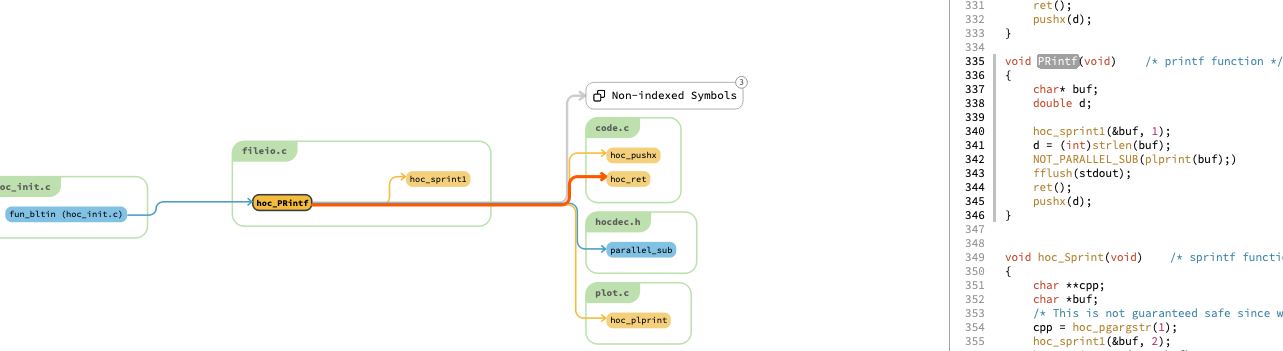 3
Non-indexed Symbols
code.c
hoc_pushx
hoc_ret
fileio.c
hoc_sprint1
hoc_PRintf
oc_init.c
fun_bltin (hoc_init.c)
hocdec.h
parallel_sub
plot.c
hoc_plprint
331 ret();
332 pushx(d);
333 }
334
335 void PRintf(void) /* printf function */
336 {
337 char* buf;
338 double d;
339
340 hoc_sprint1(&buf, 1);
341 d = (int)strlen(buf);
342 NOT_PARALLEL_SUB(plprint(buf);)
343 fflush(stdout);
344 ret();
345 pushx(d);
346 }
347
348
349 void hoc_Sprint(void) /* sprintf functi
350 {
351 char **cpp;
352 char *buf;
353 /* This is not guaranteed safe since w
354 cpp = hoc_pgargstr(1);
355 hoc_sprint1(&buf, 2);